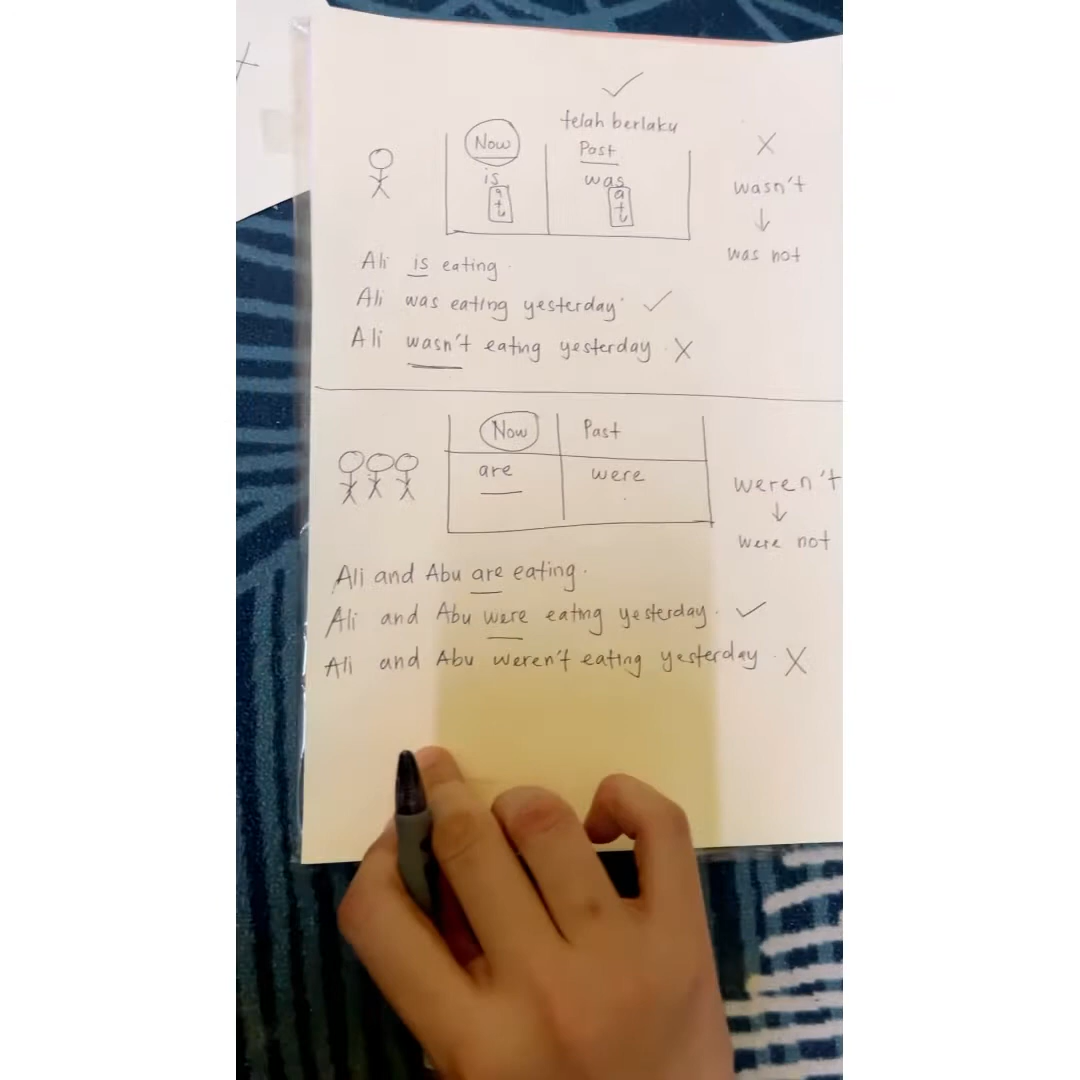 ✓
telah berlaku
Now
Past
X
is
was
wasn't
atu
atu
↓
was not
Ali is eating.
Ali was eating yesterday. ✓
Ali wasn't eating yesterday. X
Now
Past
are
were
weren't
↓
were not
Ali and Abu are eating.
Ali and Abu were eating yesterday. ✓
Ali and Abu weren't eating yesterday. X